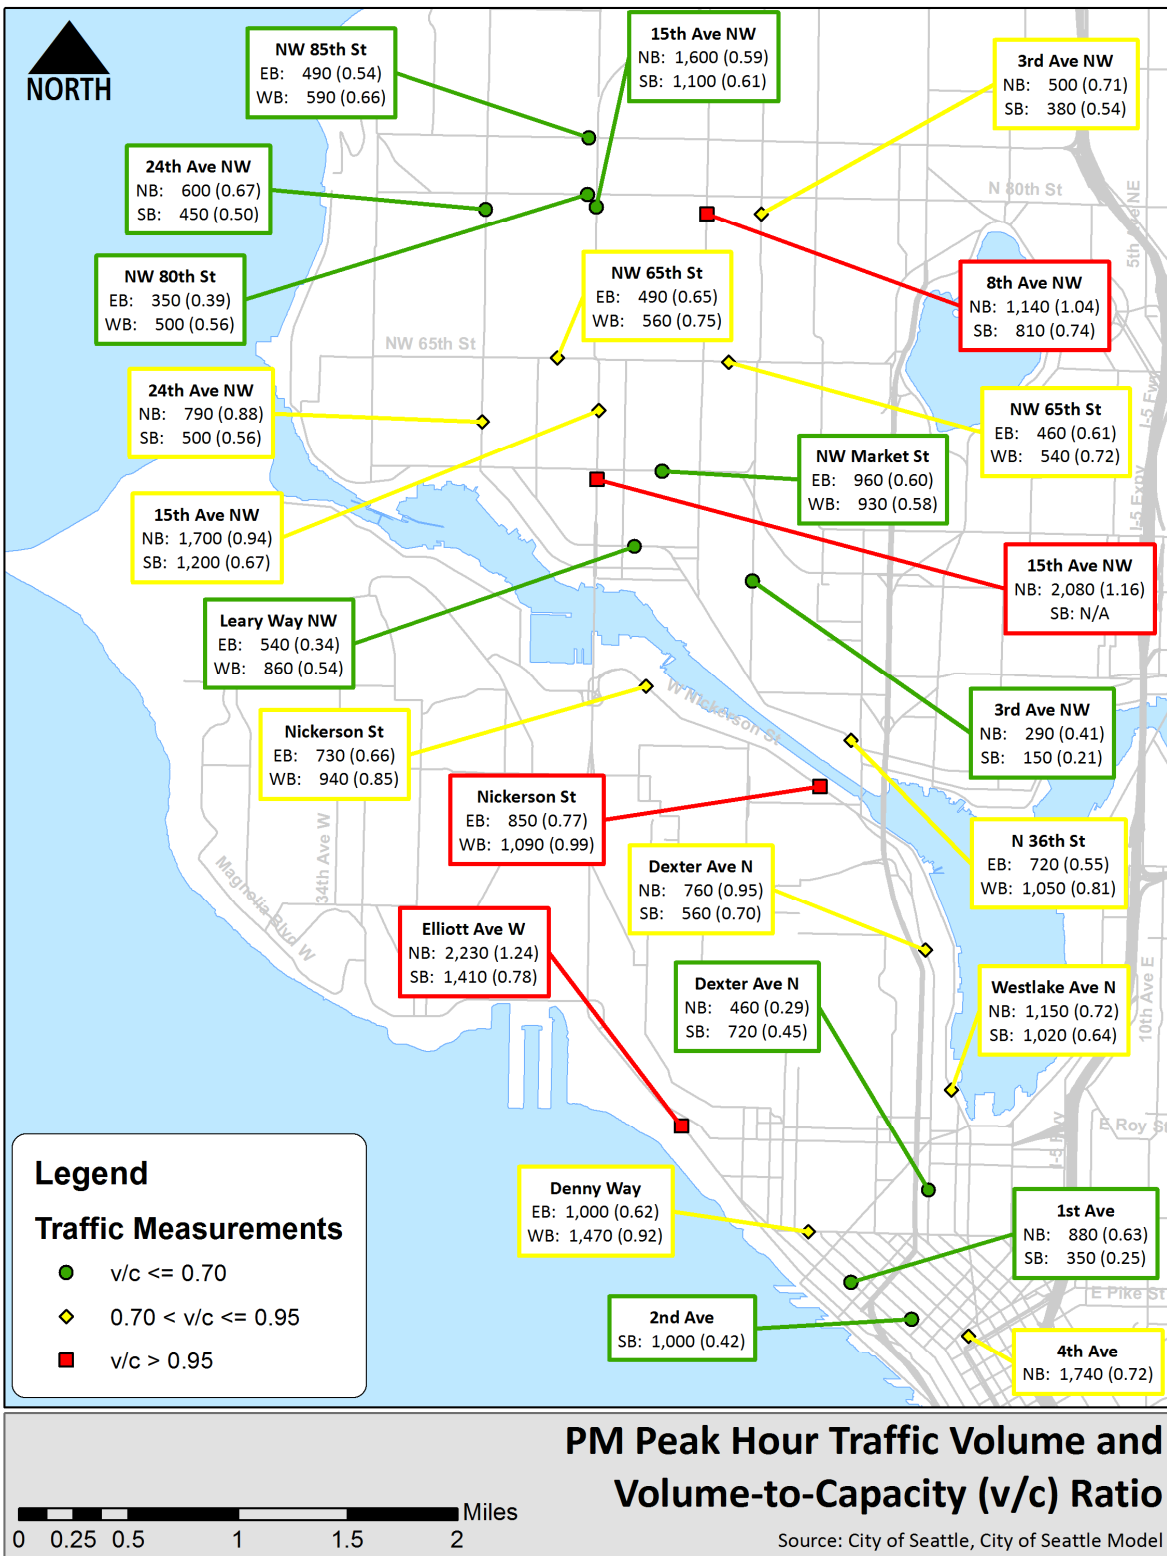 NORTH
NW 85th St
EB: 490 (0.54)
WB: 590 (0.66)
15th Ave NW
NB: 1,600 (0.59)
SB: 1,100 (0.61)
3rd Ave NW
NB: 500 (0.71)
SB: 380 (0.54)
24th Ave NW
NB: 600 (0.67)
SB: 450 (0.50)
N 80th St
5th Ave NE
NW 80th St
EB: 350 (0.39)
WB: 500 (0.56)
NW 65th St
EB: 490 (0.65)
WB: 560 (0.75)
8th Ave NW
NB: 1,140 (1.04)
SB: 810 (0.74)
NW 65th St
24th Ave NW
NB: 790 (0.88)
SB: 500 (0.56)
I-5 Fwy
NW 65th St
EB: 460 (0.61)
WB: 540 (0.72)
NW Market St
EB: 960 (0.60)
WB: 930 (0.58)
I-5 Expy
15th Ave NW
NB: 1,700 (0.94)
SB: 1,200 (0.67)
15th Ave NW
NB: 2,080 (1.16)
SB: N/A
Leary Way NW
EB: 540 (0.34)
WB: 860 (0.54)
W Nickerson St
3rd Ave NW
NB: 290 (0.41)
SB: 150 (0.21)
Nickerson St
EB: 730 (0.66)
WB: 940 (0.85)
Nickerson St
EB: 850 (0.77)
WB: 1,090 (0.99)
34th Ave W
Magnolia Blvd W
N 36th St
EB: 720 (0.55)
WB: 1,050 (0.81)
Dexter Ave N
NB: 760 (0.95)
SB: 560 (0.70)
Elliott Ave W
NB: 2,230 (1.24)
SB: 1,410 (0.78)
Dexter Ave N
NB: 460 (0.29)
SB: 720 (0.45)
Westlake Ave N
NB: 1,150 (0.72)
SB: 1,020 (0.64)
10th Ave E
E Roy St
Legend
Traffic Measurements
v/c <= 0.70
0.70 < v/c <= 0.95
v/c > 0.95
Denny Way
EB: 1,000 (0.62)
WB: 1,470 (0.92)
1st Ave
NB: 880 (0.63)
SB: 350 (0.25)
E Pike St
2nd Ave
SB: 1,000 (0.42)
4th Ave
NB: 1,740 (0.72)
PM Peak Hour Traffic Volume and
Volume-to-Capacity (v/c) Ratio
Miles
0 0.25 0.5 1 1.5 2
Source: City of Seattle, City of Seattle Model